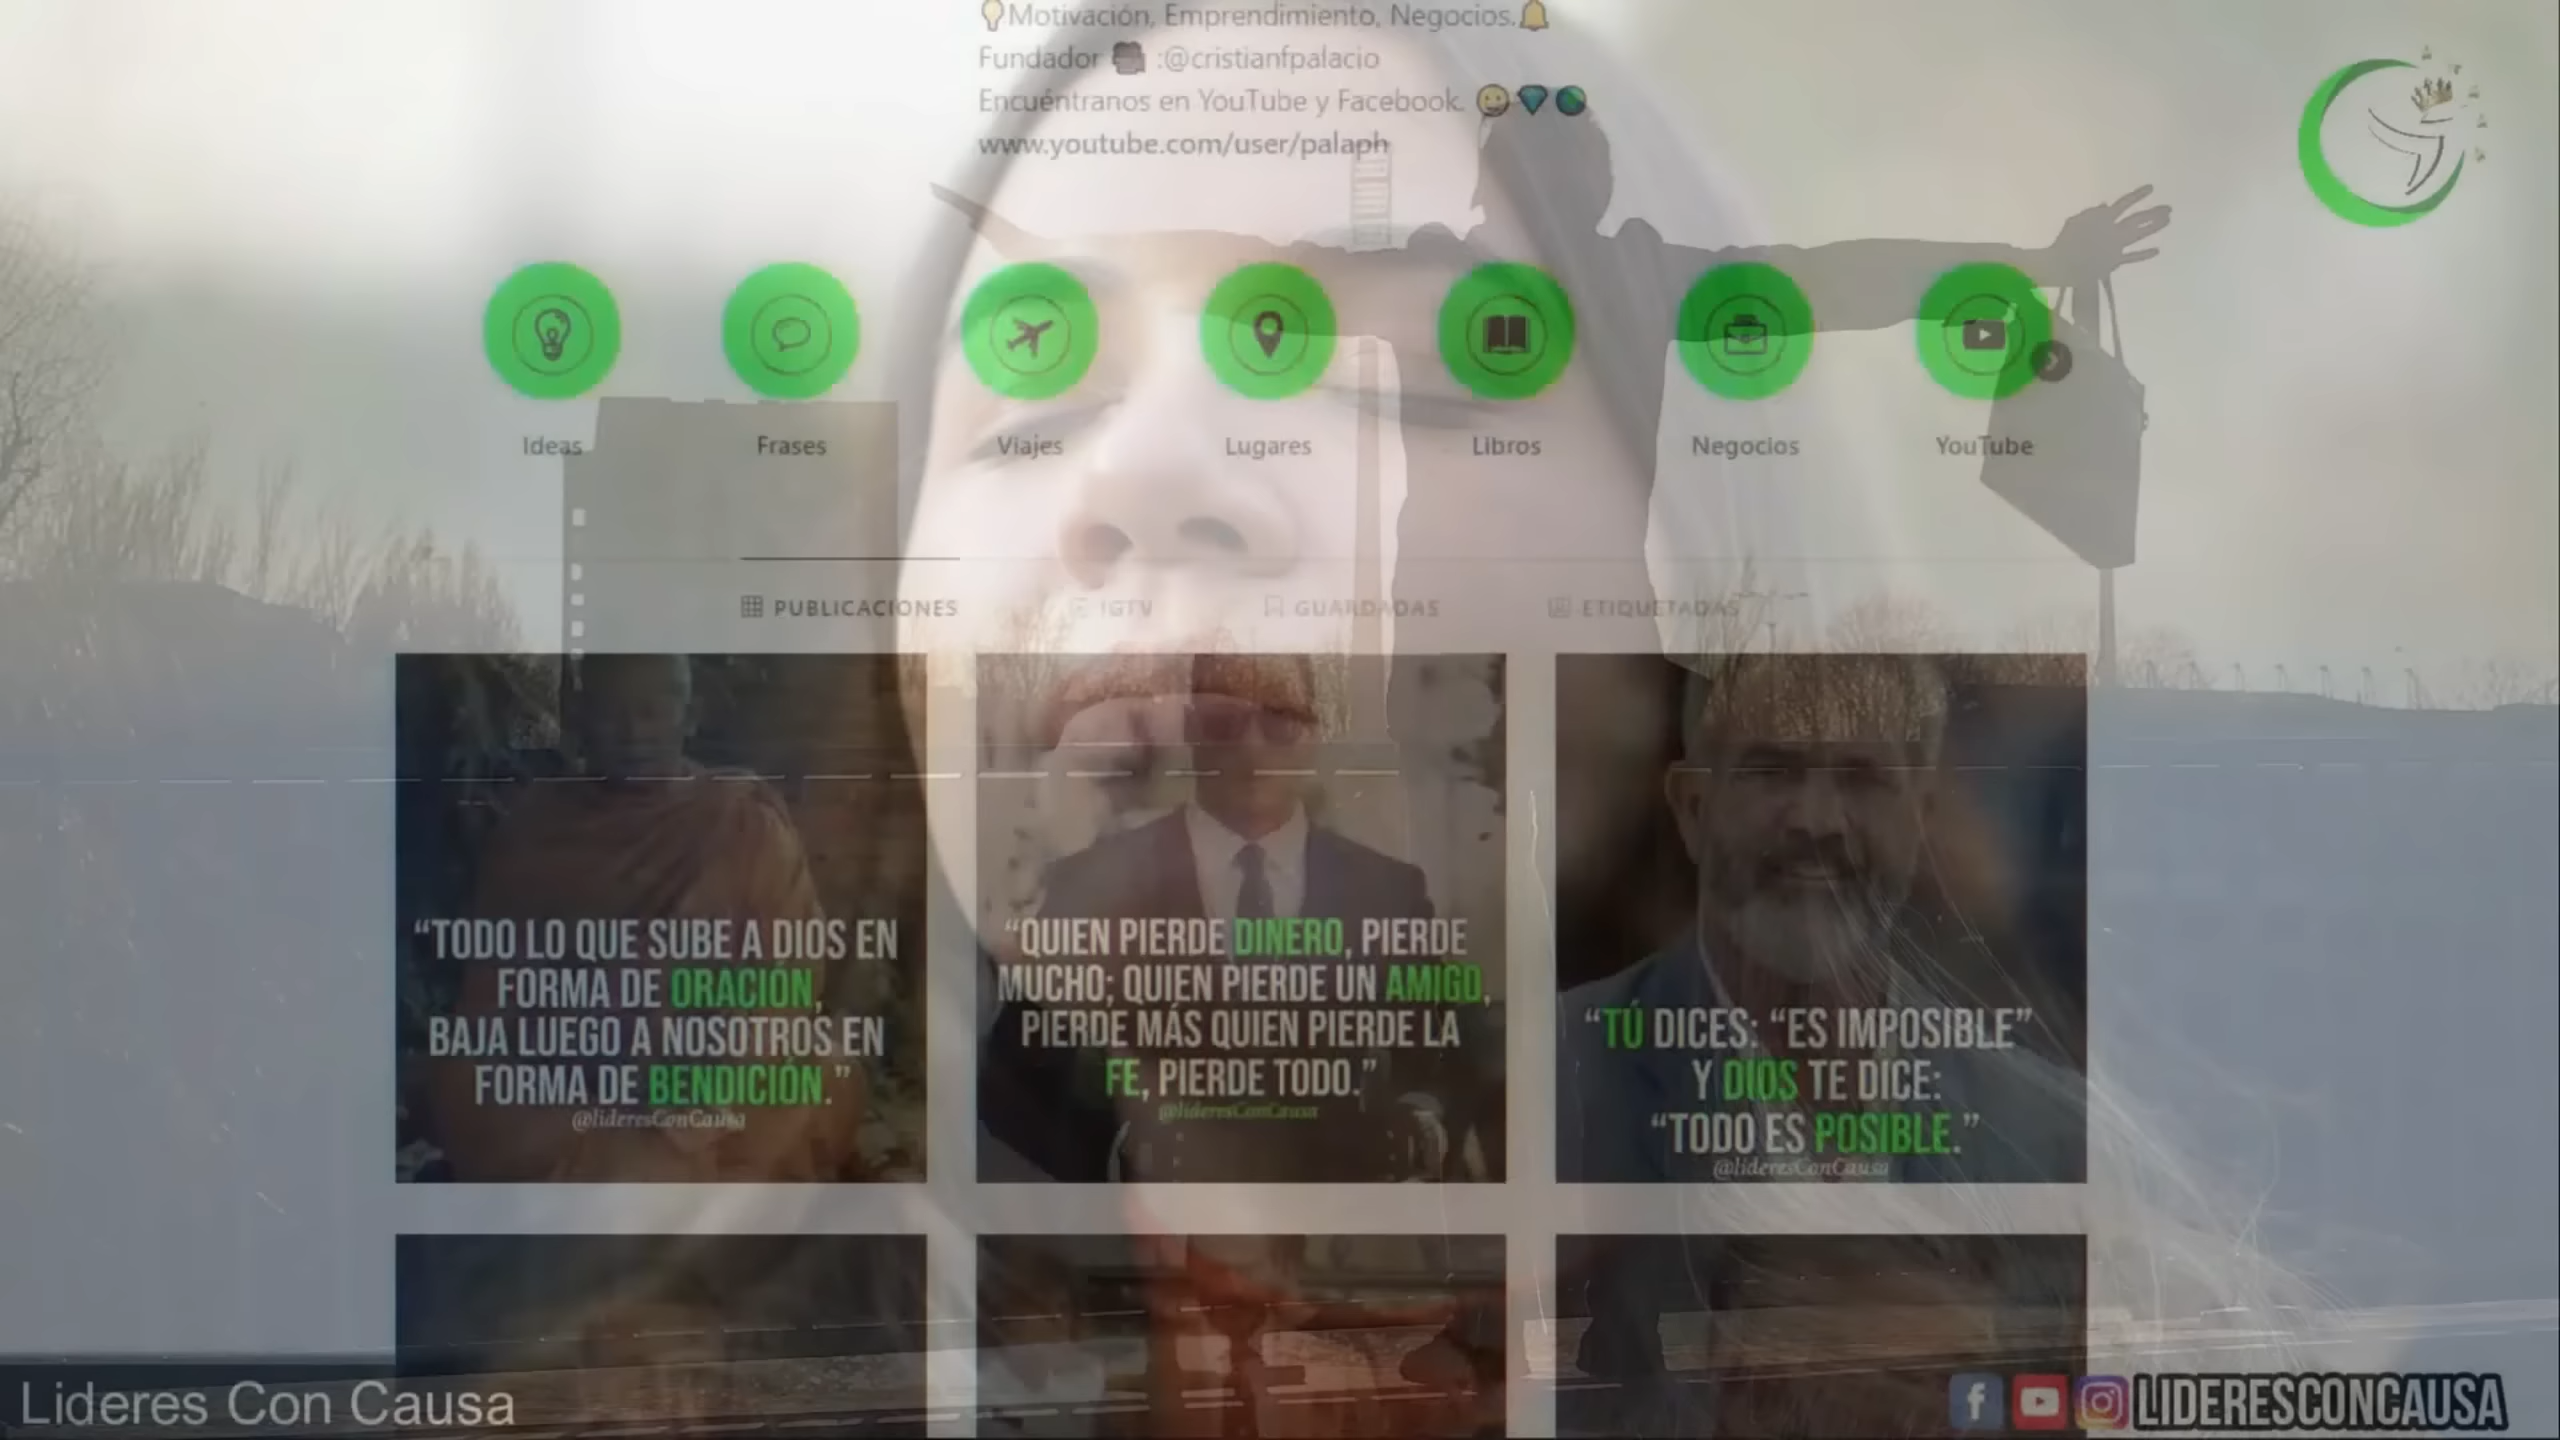 Motivación, Emprendimiento, Negocios.
Fundador :@cristianfpalacio
Encuéntranos en YouTube y Facebook.
www.youtube.com/user/palaph
Ideas
Frases
Viajes
Lugares
Libros
Negocios
YouTube
PUBLICACIONES
IGTV
GUARDADAS
ETIQUETADAS
“TODO LO QUE SUBE A DIOS EN
FORMA DE ORACIÓN,
BAJA LUEGO A NOSOTROS EN
FORMA DE BENDICIÓN.”
@lideresConCausa
“QUIEN PIERDE DINERO, PIERDE
MUCHO; QUIEN PIERDE UN AMIGO,
PIERDE MÁS QUIEN PIERDE LA
FE, PIERDE TODO.”
@lideresConCausa
“TÚ DICES: “ES IMPOSIBLE”
Y DIOS TE DICE:
“TODO ES POSIBLE.”
@lideresConCausa
Lideres Con Causa
LIDERESCONCAUSA